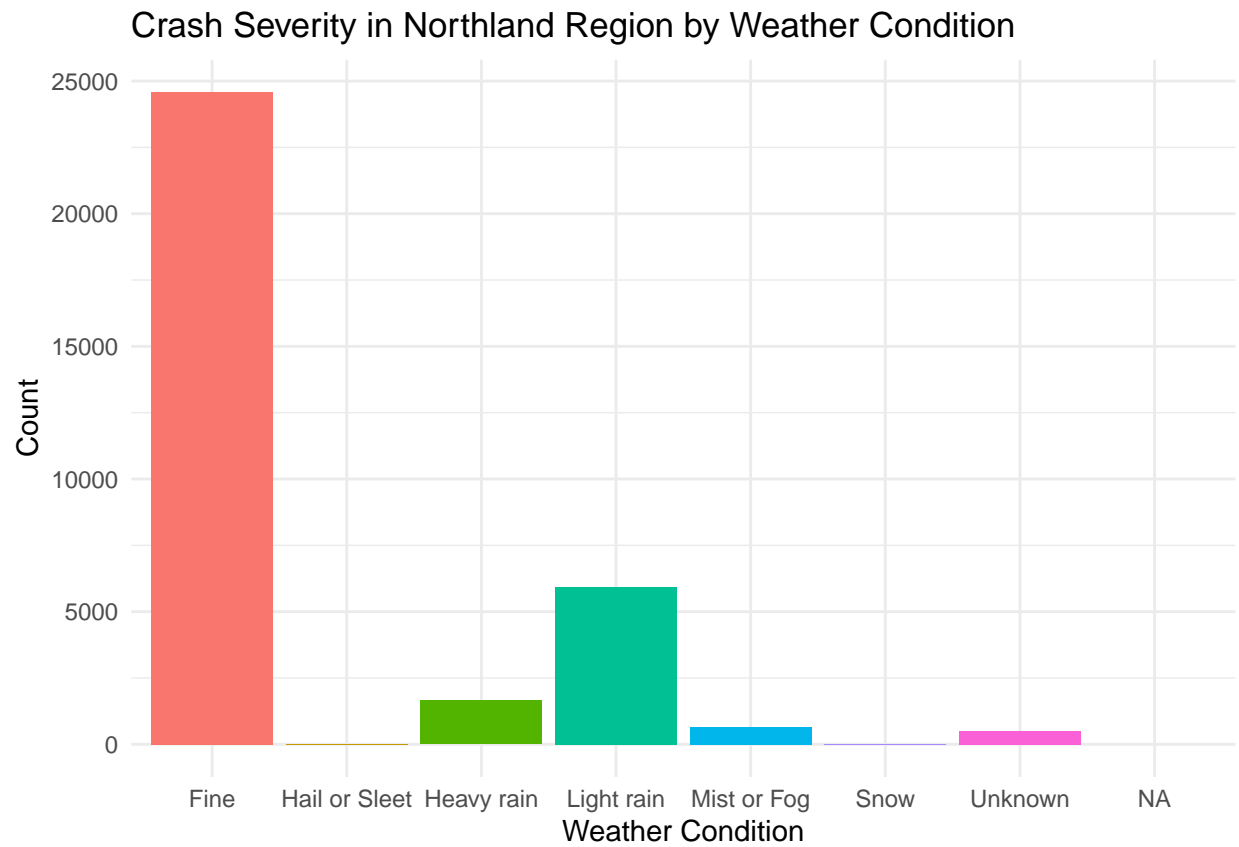 Crash Severity in Northland Region by Weather Condition
25000
20000
15000
10000
5000
0
Count
Fine Hail or Sleet Heavy rain Light rain Mist or Fog Snow Unknown NA
Weather Condition